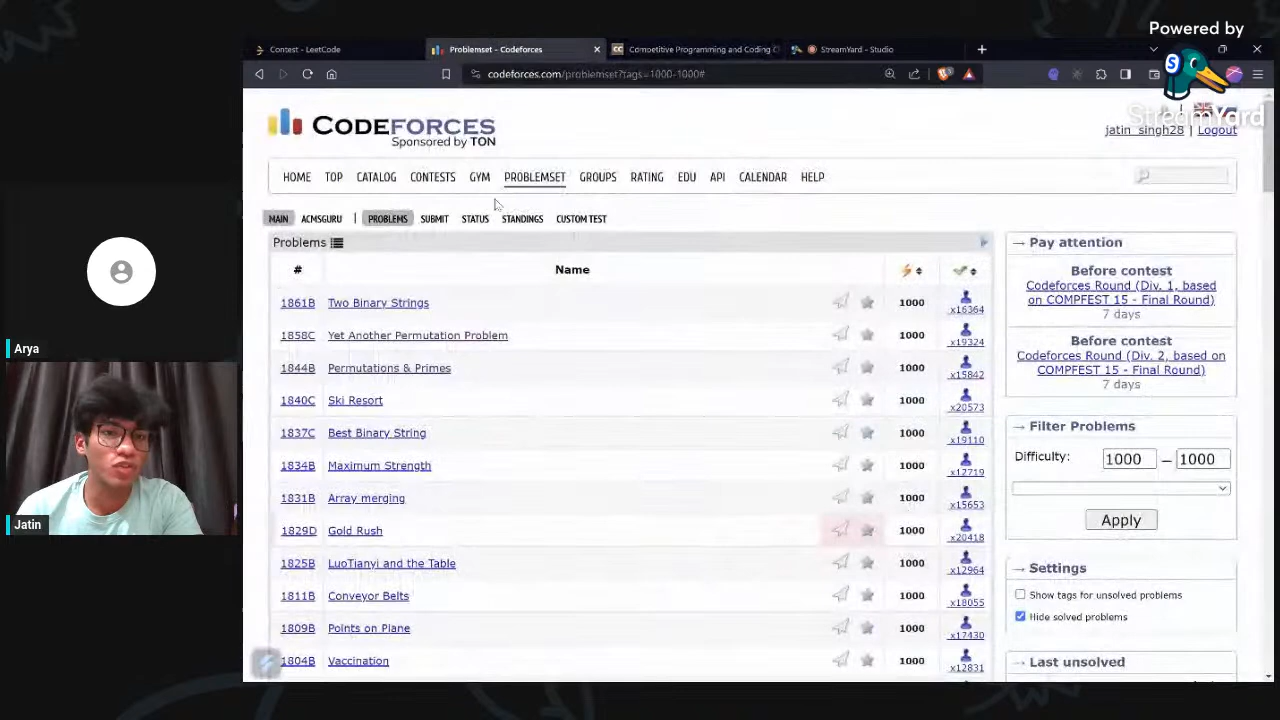 Powered by
StreamYard
Contest - LeetCode
Problemset - Codeforces
Competitive Programming and Coding C
StreamYard - Studio
codeforces.com/problemset?tags=1000-1000#
CODEFORCES
Sponsored by TON
jatin_singh28 | Logout
HOME TOP CATALOG CONTESTS GYM PROBLEMSET GROUPS RATING EDU API CALENDAR HELP
MAIN ACMSGURU | PROBLEMS SUBMIT STATUS STANDINGS CUSTOM TEST
Problems
# Name
1861B Two Binary Strings 1000 x16364
1858C Yet Another Permutation Problem 1000 x19324
1844B Permutations & Primes 1000 x15842
1840C Ski Resort 1000 x20573
1837C Best Binary String 1000 x19110
1834B Maximum Strength 1000 x12719
1831B Array merging 1000 x15653
1829D Gold Rush 1000 x20418
1825B LuoTianyi and the Table 1000 x12964
1811B Conveyor Belts 1000 x18055
1809B Points on Plane 1000 x17430
1804B Vaccination 1000 x12831
→ Pay attention
Before contest
Codeforces Round (Div. 1, based
on COMPFEST 15 - Final Round)
7 days
Before contest
Codeforces Round (Div. 2, based on
COMPFEST 15 - Final Round)
7 days
→ Filter Problems
Difficulty: 1000 — 1000
Apply
→ Settings
Show tags for unsolved problems
Hide solved problems
→ Last unsolved
Arya
Jatin